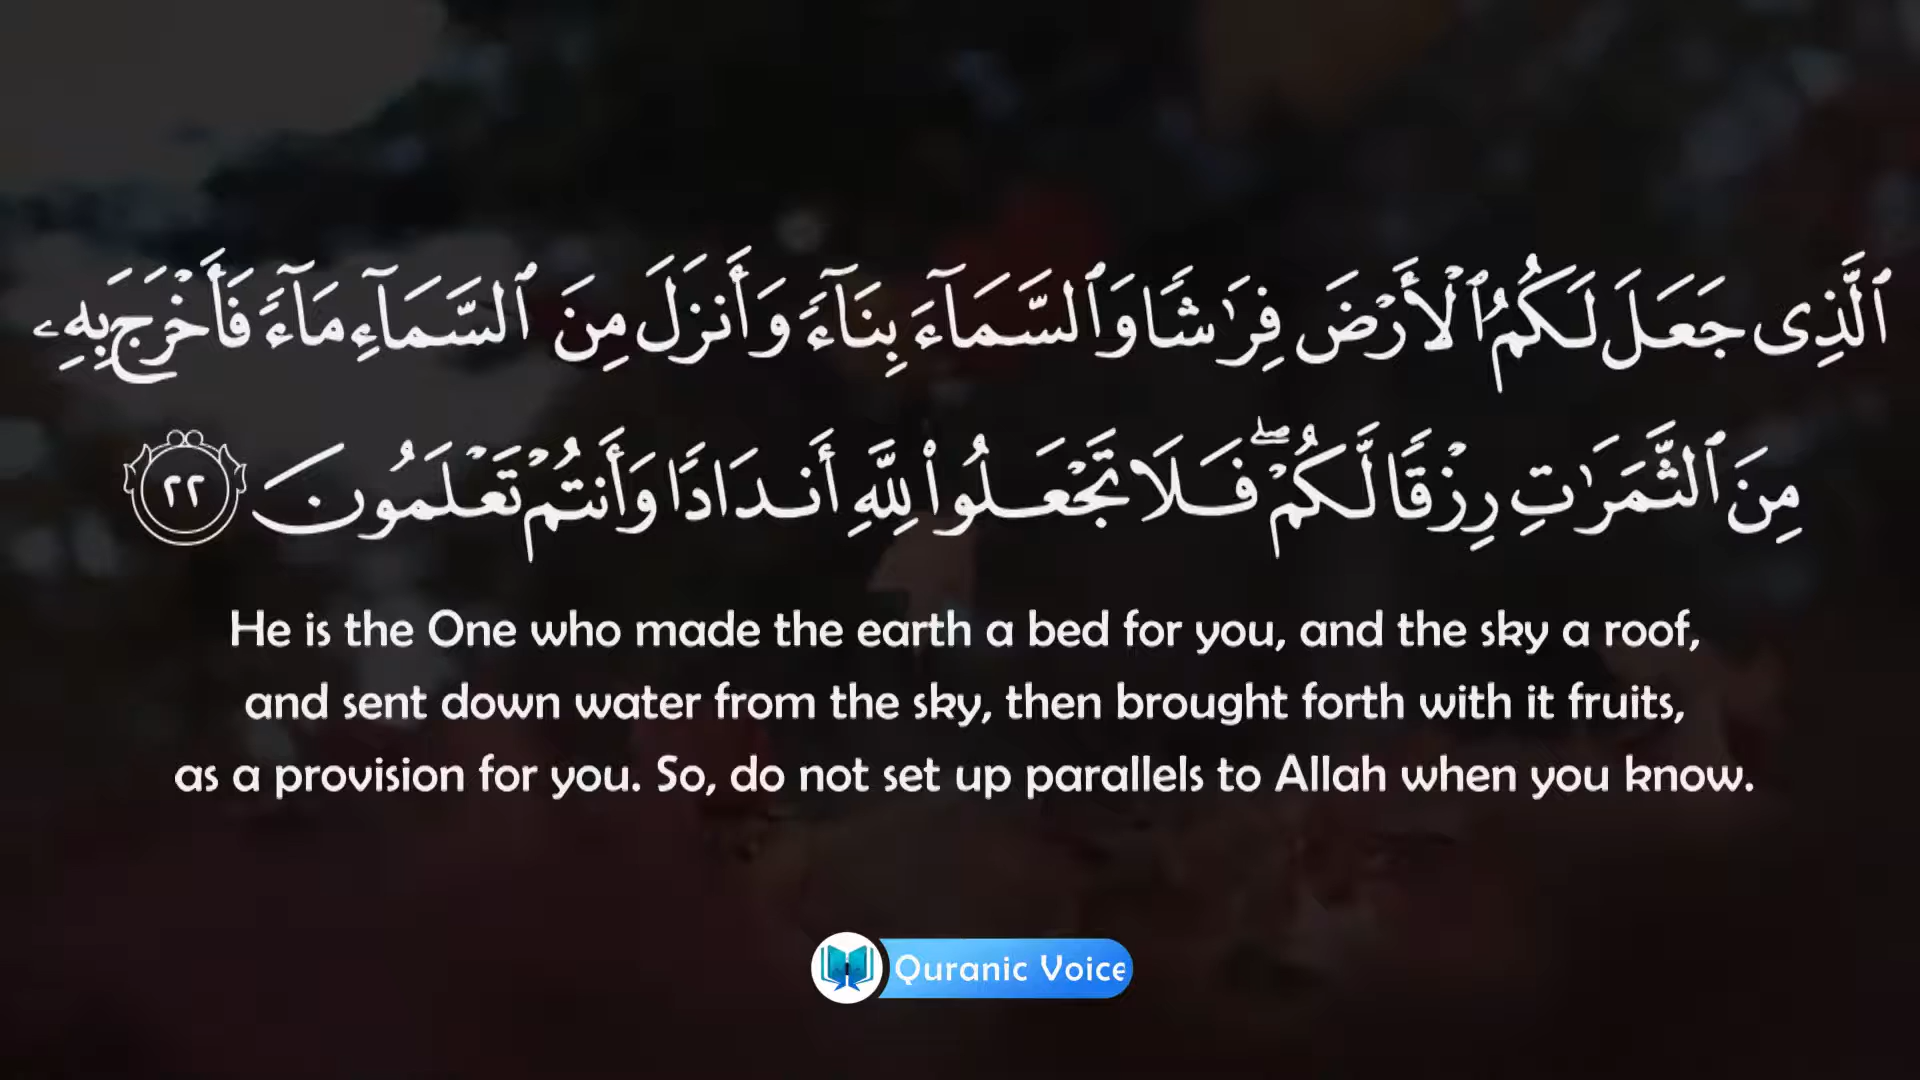 ٱلَّذِى جَعَلَ لَكُمُ ٱلْأَرْضَ فِرَٰشًا وَٱلسَّمَآءَ بِنَآءً وَأَنزَلَ مِنَ ٱلسَّمَآءِ مَآءً فَأَخْرَجَ بِهِۦ
مِنَ ٱلثَّمَرَٰتِ رِزْقًا لَّكُمْ ۖ فَلَا تَجْعَلُوا۟ لِلَّهِ أَندَادًا وَأَنتُمْ تَعْلَمُونَ ٢٢
He is the One who made the earth a bed for you, and the sky a roof,
and sent down water from the sky, then brought forth with it fruits,
as a provision for you. So, do not set up parallels to Allah when you know.
Quranic Voice